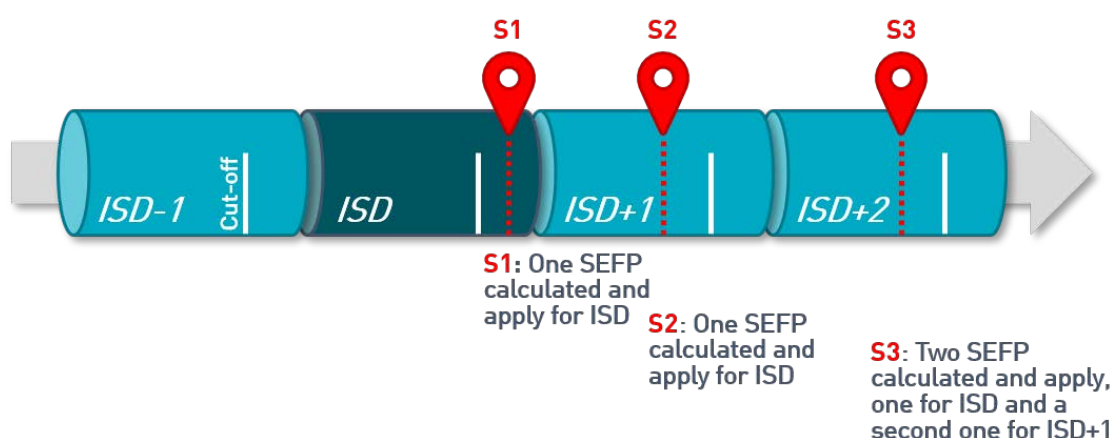 S1 S2 S3
ISD-1 Cut-off ISD ISD+1 ISD+2
S1: One SEFP
calculated and
apply for ISD
S2: One SEFP
calculated and
apply for ISD
S3: Two SEFP
calculated and apply,
one for ISD and a
second one for ISD+1